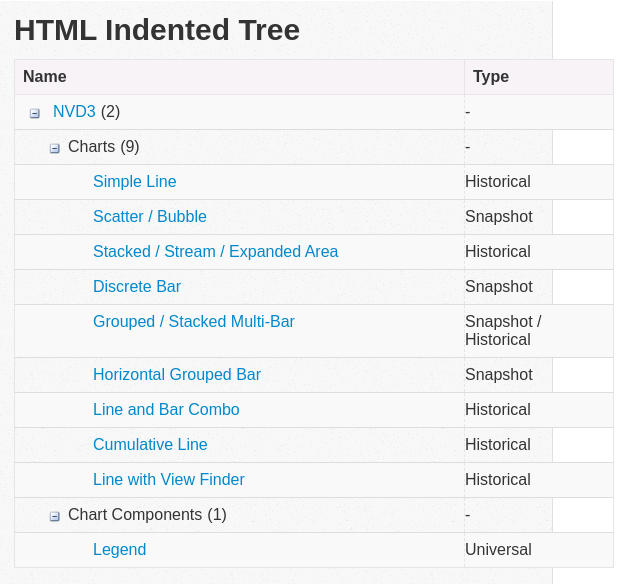 HTML Indented Tree
Name Type
NVD3 (2) -
Charts (9) -
Simple Line Historical
Scatter / Bubble Snapshot
Stacked / Stream / Expanded Area Historical
Discrete Bar Snapshot
Grouped / Stacked Multi-Bar Snapshot /
Historical
Horizontal Grouped Bar Snapshot
Line and Bar Combo Historical
Cumulative Line Historical
Line with View Finder Historical
Chart Components (1) -
Legend Universal